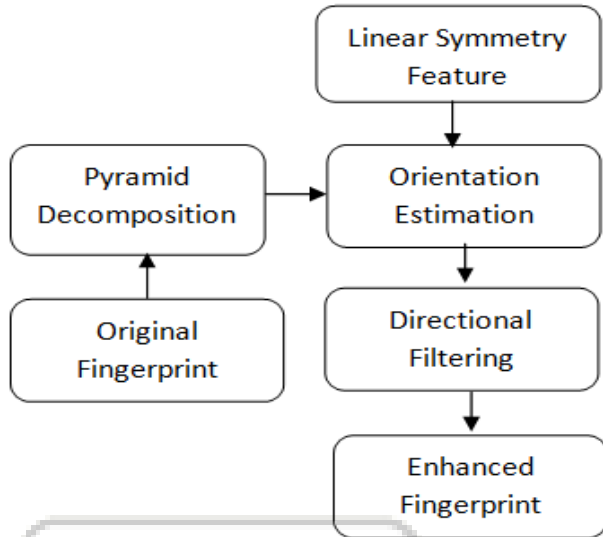 Linear Symmetry
Feature
Pyramid
Decomposition
Orientation
Estimation
Original
Fingerprint
Directional
Filtering
Enhanced
Fingerprint